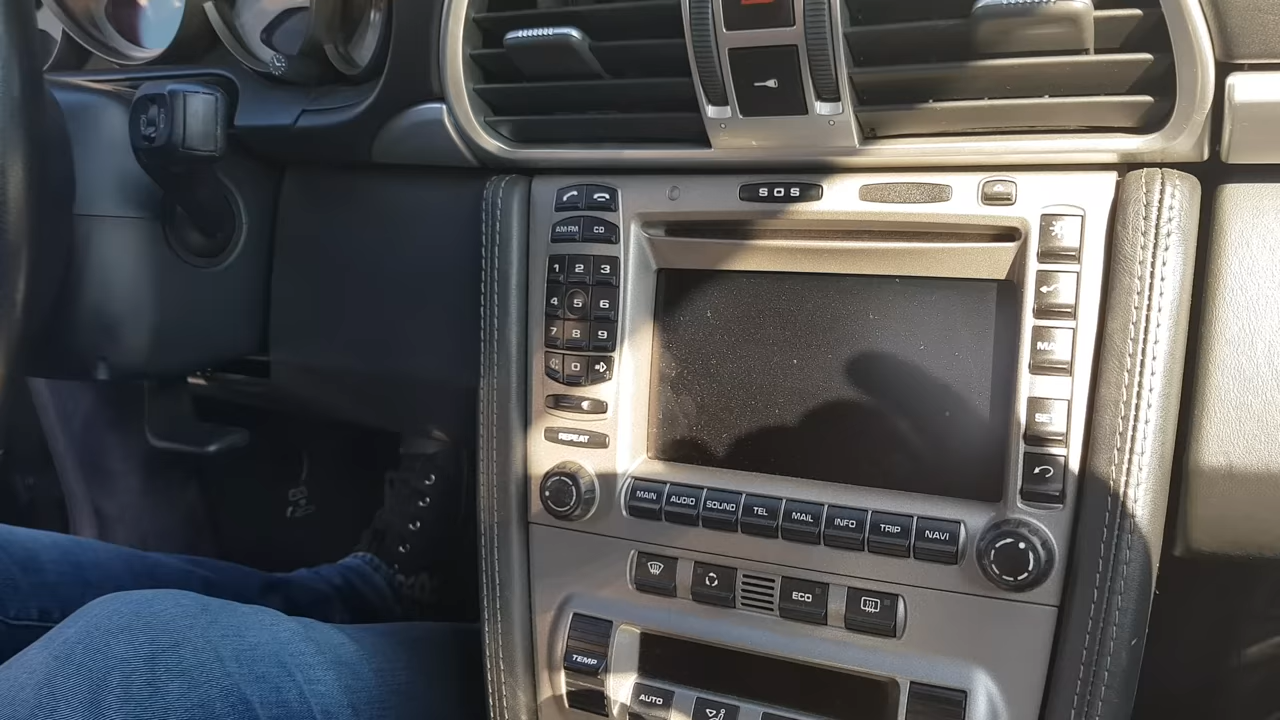 SOS
AM·FM CD
1 2 3
4 5 6
7 8 9
0
REPEAT
MAIN AUDIO SOUND TEL MAIL INFO TRIP NAVI
ECO
TEMP
AUTO